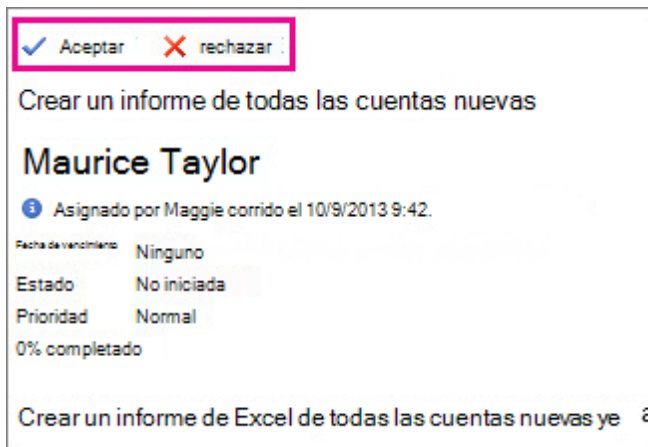 Aceptar rechazar
Crear un informe de todas las cuentas nuevas
Maurice Taylor
Asignado por Maggie corrido el 10/9/2013 9:42.
Fecha de vencimiento Ninguno
Estado No iniciada
Prioridad Normal
0% completado
Crear un informe de Excel de todas las cuentas nuevas ye a